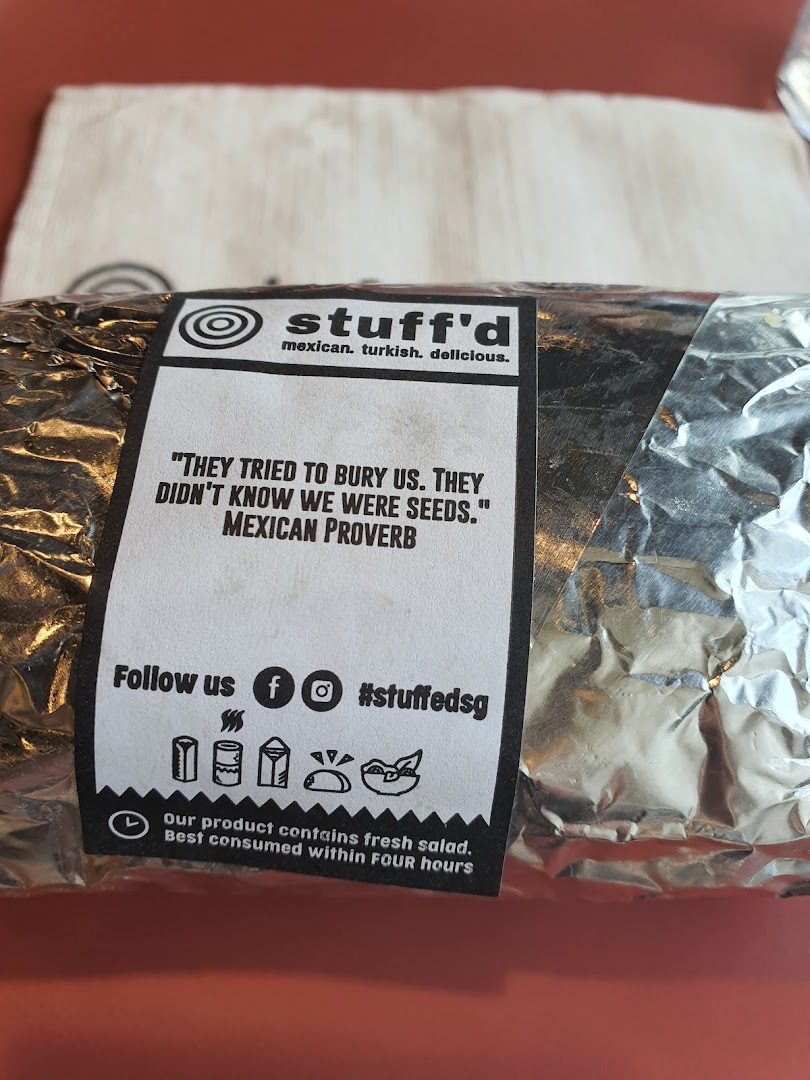 stuff'd
mexican. turkish. delicious.
"THEY TRIED TO BURY US. THEY
DIDN'T KNOW WE WERE SEEDS."
MEXICAN PROVERB
Follow us f #stuffedsg
Our product contains fresh salad.
Best consumed within FOUR hours